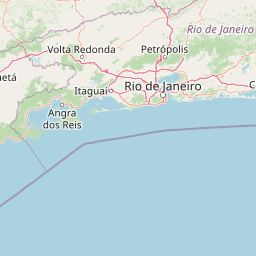 Rio de Janeiro
Volta Redonda
Petrópolis
etá
Itaguaí
Rio de Janeiro
C
Angra
dos Reis